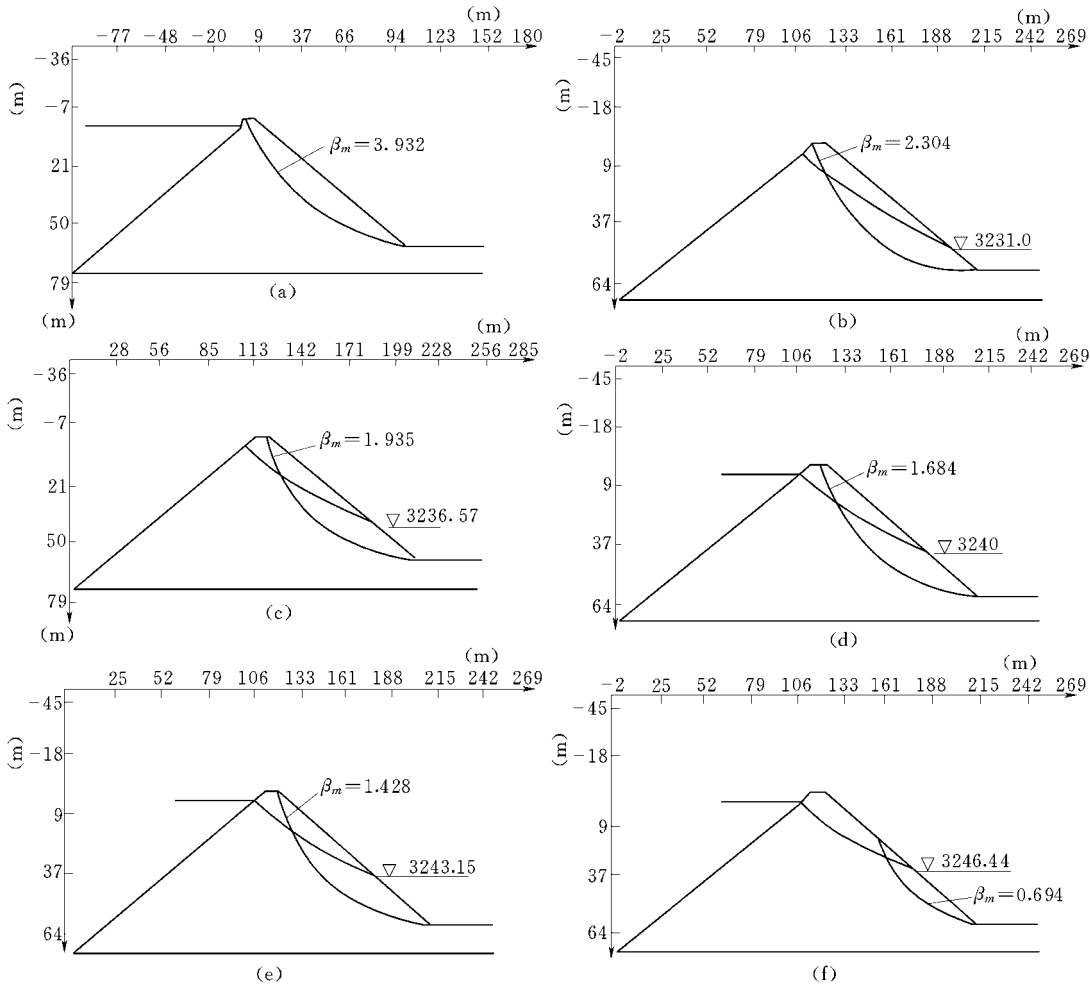 (m)
-77 -48 -20 9 37 66 94 123 152 180
-36
(m)
-7
21
50
79
(m)
βm=3.932
(a)
(m)
-2 25 52 79 106 133 161 188 215 242 269
-45
(m)
-18
9
37
64
βm=2.304
▽ 3231.0
(b)
(m)
28 56 85 113 142 171 199 228 256 285
-36
(m)
-7
21
50
79
(m)
βm=1.935
▽ 3236.57
(c)
(m)
-2 25 52 79 106 133 161 188 215 242 269
-45
(m)
-18
9
37
64
βm=1.684
▽ 3240
(d)
(m)
25 52 79 106 133 161 188 215 242 269
-45
(m)
-18
9
37
64
βm=1.428
▽ 3243.15
(e)
(m)
-2 25 52 79 106 133 161 188 215 242 269
-45
(m)
-18
9
37
64
▽ 3246.44
βm=0.694
(f)